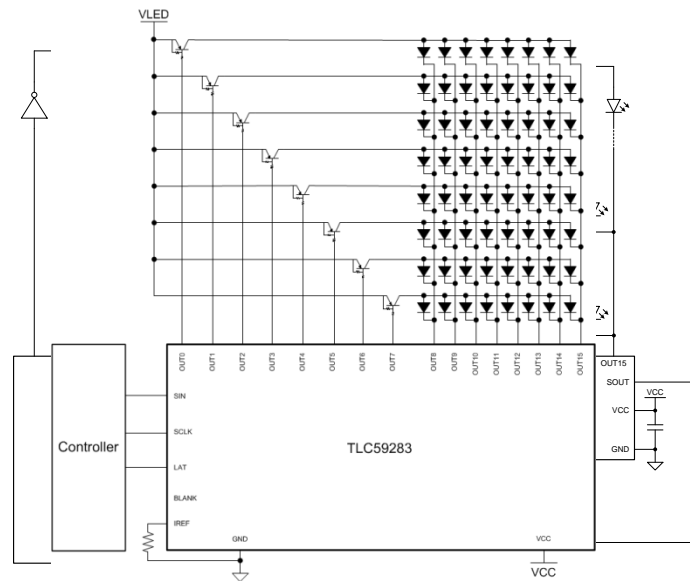 VLED
OUT0
OUT1
OUT2
OUT3
OUT4
OUT5
OUT6
OUT7
OUT8
OUT9
OUT10
OUT11
OUT12
OUT13
OUT14
OUT15
OUT15
SOUT
VCC
VCC
GND
Controller
SIN
SCLK
LAT
BLANK
IREF
TLC59283
GND
VCC
VCC